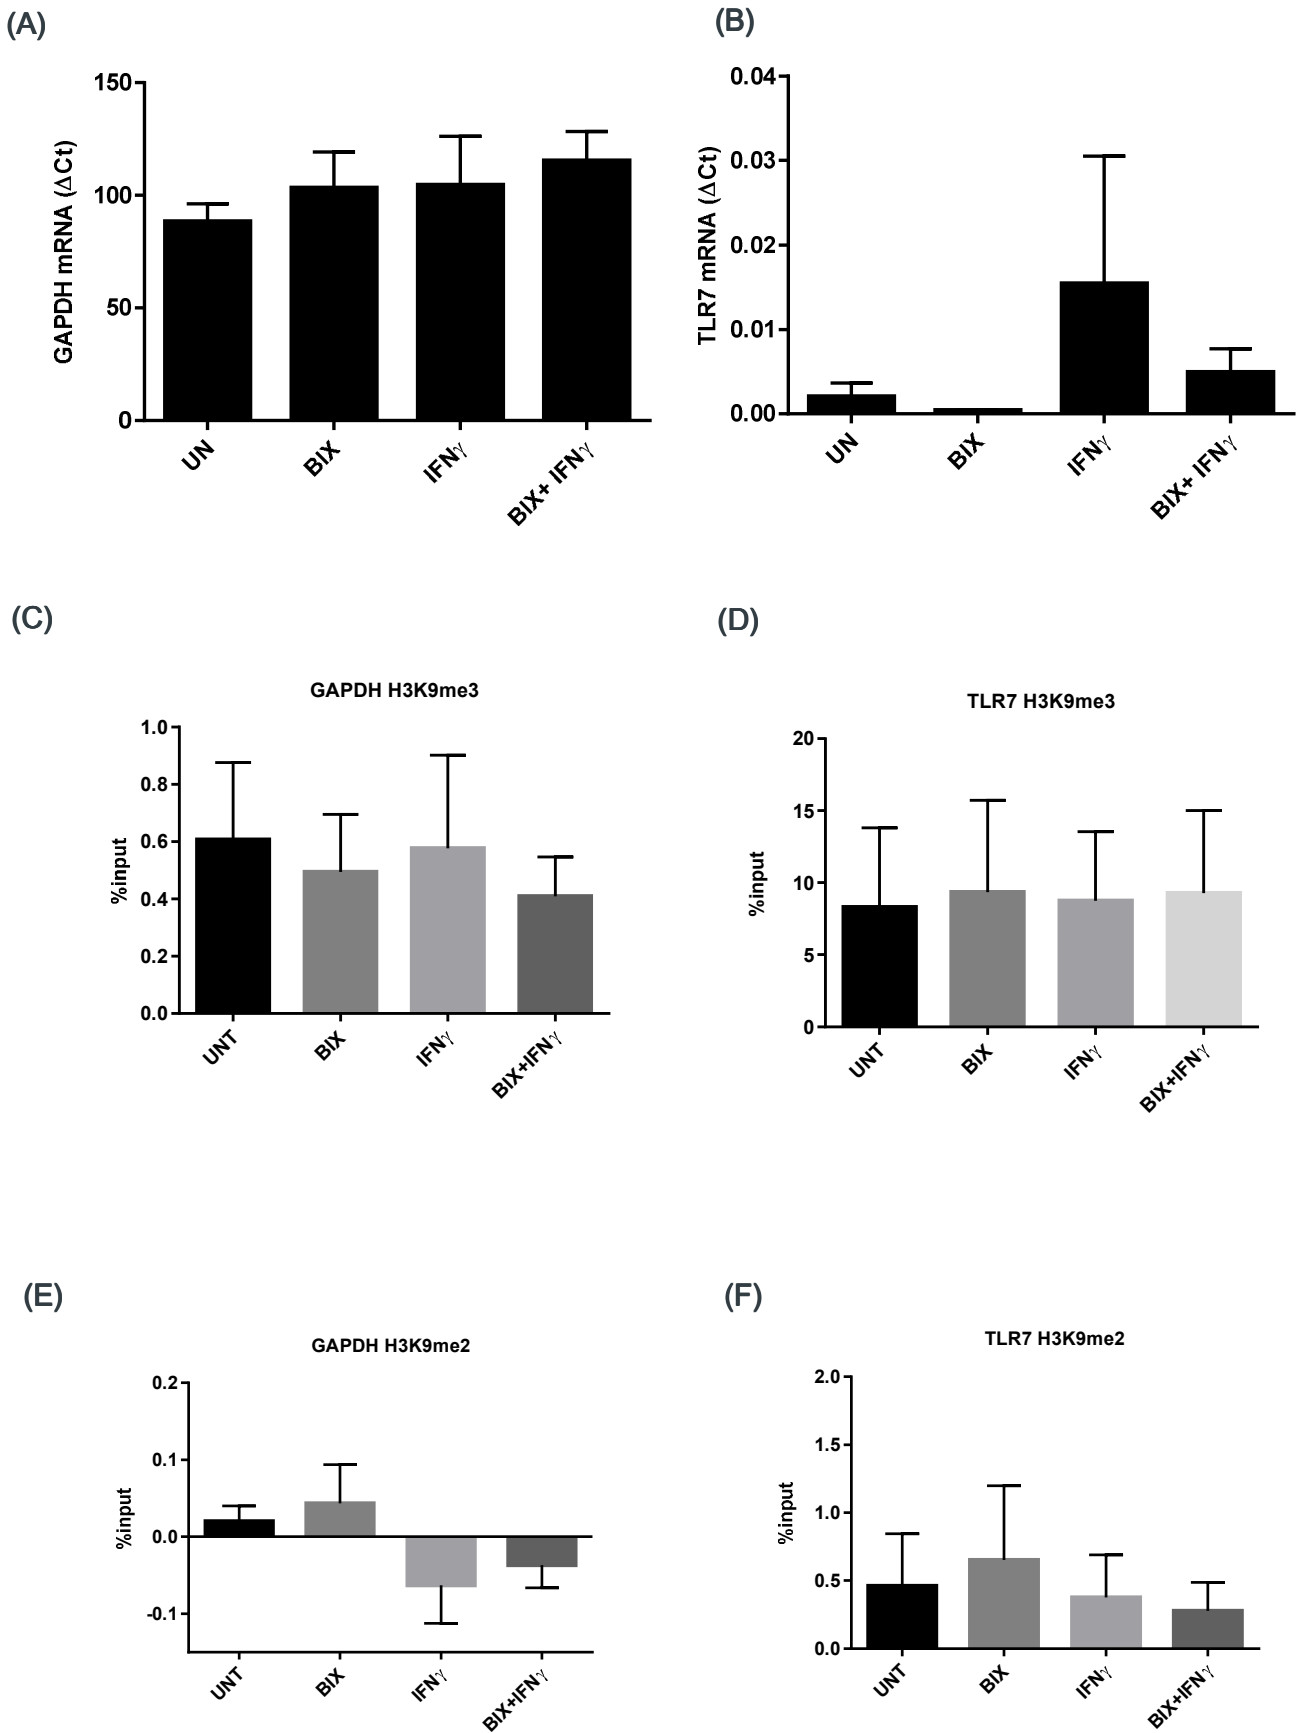 (A)
GAPDH mRNA (ΔCt)
150
100
50
0
UN
BIX
IFNγ
BIX+ IFNγ
(B)
TLR7 mRNA (ΔCt)
0.04
0.03
0.02
0.01
0.00
UN
BIX
IFNγ
BIX+ IFNγ
(C)
GAPDH H3K9me3
%input
1.0
0.8
0.6
0.4
0.2
0.0
UNT
BIX
IFNγ
BIX+IFNγ
(D)
TLR7 H3K9me3
%input
20
15
10
5
0
UNT
BIX
IFNγ
BIX+IFNγ
(E)
GAPDH H3K9me2
%input
0.2
0.1
0.0
-0.1
UNT
BIX
IFNγ
BIX+IFNγ
(F)
TLR7 H3K9me2
%input
2.0
1.5
1.0
0.5
0.0
UNT
BIX
IFNγ
BIX+IFNγ